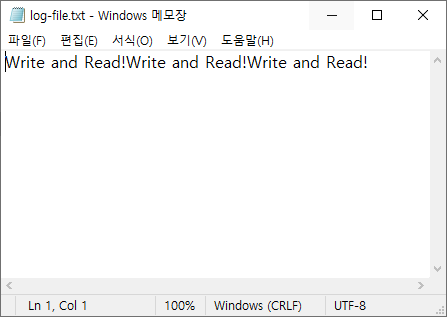 log-file.txt - Windows 메모장
파일(F) 편집(E) 서식(O) 보기(V) 도움말(H)
Write and Read!Write and Read!Write and Read!
Ln 1, Col 1 100% Windows (CRLF) UTF-8